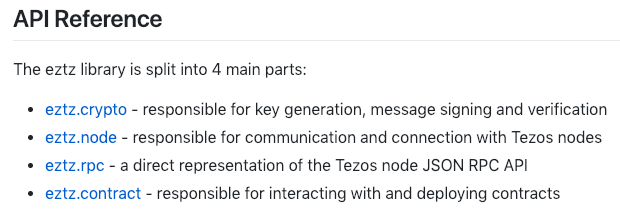 API Reference
The eztz library is split into 4 main parts:
• eztz.crypto - responsible for key generation, message signing and verification
• eztz.node - responsible for communication and connection with Tezos nodes
• eztz.rpc - a direct representation of the Tezos node JSON RPC API
• eztz.contract - responsible for interacting with and deploying contracts